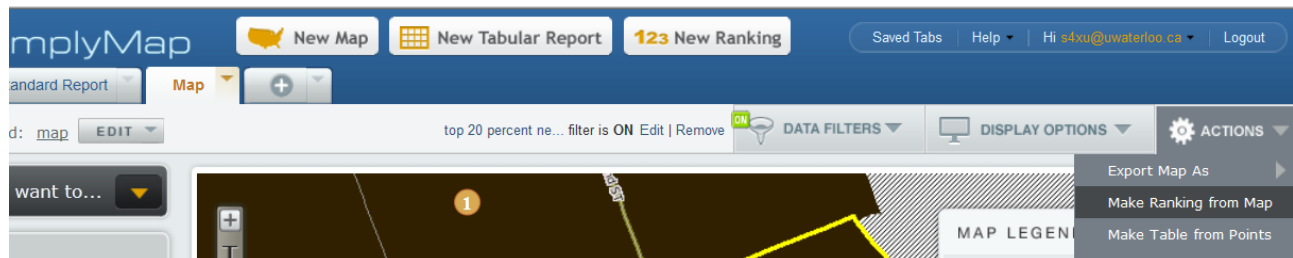 mplyMap New Map New Tabular Report 123 New Ranking Saved Tabs | Help | Hi s4xu@uwaterloo.ca | Logout
tandard Report Map
d: map EDIT top 20 percent ne... filter is ON Edit | Remove ON DATA FILTERS DISPLAY OPTIONS ACTIONS
Export Map As
want to... Make Ranking from Map
1
MAP LEGEN Make Table from Points